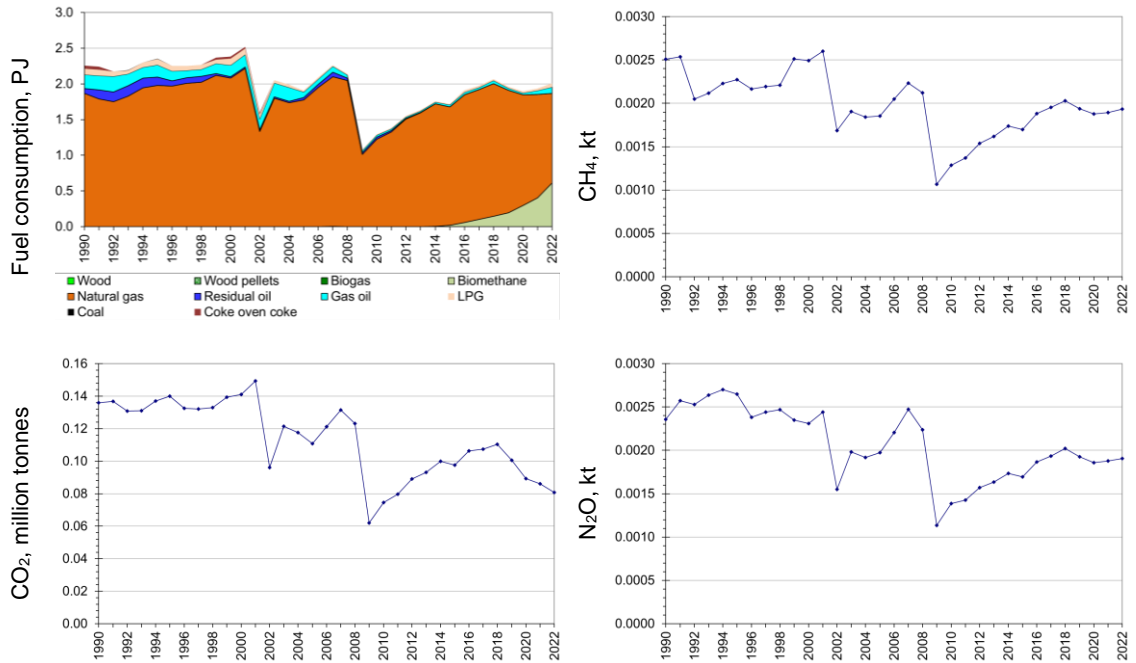 Fuel consumption, PJ
3.0
2.5
2.0
1.5
1.0
0.5
0.0
1990 1992 1994 1996 1998 2000 2002 2004 2006 2008 2010 2012 2014 2016 2018 2020 2022
Wood Wood pellets Biogas Biomethane
Natural gas Residual oil Gas oil LPG
Coal Coke oven coke
CH₄, kt
0.0030
0.0025
0.0020
0.0015
0.0010
0.0005
0.0000
1990 1992 1994 1996 1998 2000 2002 2004 2006 2008 2010 2012 2014 2016 2018 2020 2022
CO₂, million tonnes
0.16
0.14
0.12
0.10
0.08
0.06
0.04
0.02
0.00
1990 1992 1994 1996 1998 2000 2002 2004 2006 2008 2010 2012 2014 2016 2018 2020 2022
N₂O, kt
0.0030
0.0025
0.0020
0.0015
0.0010
0.0005
0.0000
1990 1992 1994 1996 1998 2000 2002 2004 2006 2008 2010 2012 2014 2016 2018 2020 2022